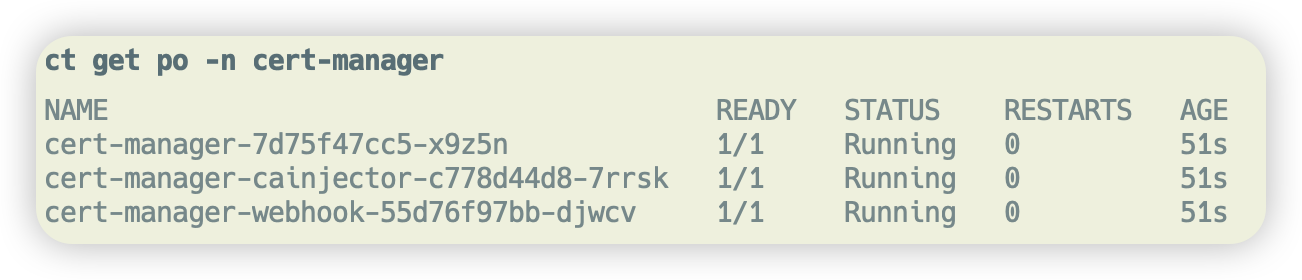 ct get po -n cert-manager
NAME                                      READY   STATUS    RESTARTS   AGE
cert-manager-7d75f47cc5-x9z5n             1/1     Running   0          51s
cert-manager-cainjector-c778d44d8-7rrsk   1/1     Running   0          51s
cert-manager-webhook-55d76f97bb-djwcv     1/1     Running   0          51s